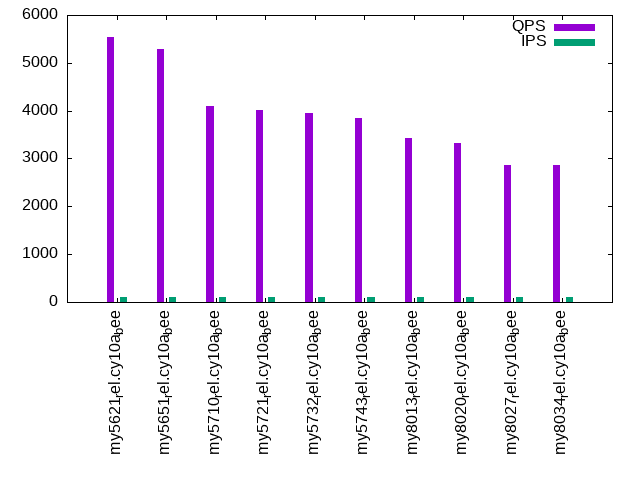 6000
5000
4000
3000
2000
1000
0
QPS
IPS
my5621rel.cy10abee
my5651rel.cy10abee
my5710rel.cy10abee
my5721rel.cy10abee
my5732rel.cy10abee
my5743rel.cy10abee
my8013rel.cy10abee
my8020rel.cy10abee
my8027rel.cy10abee
my8034rel.cy10abee